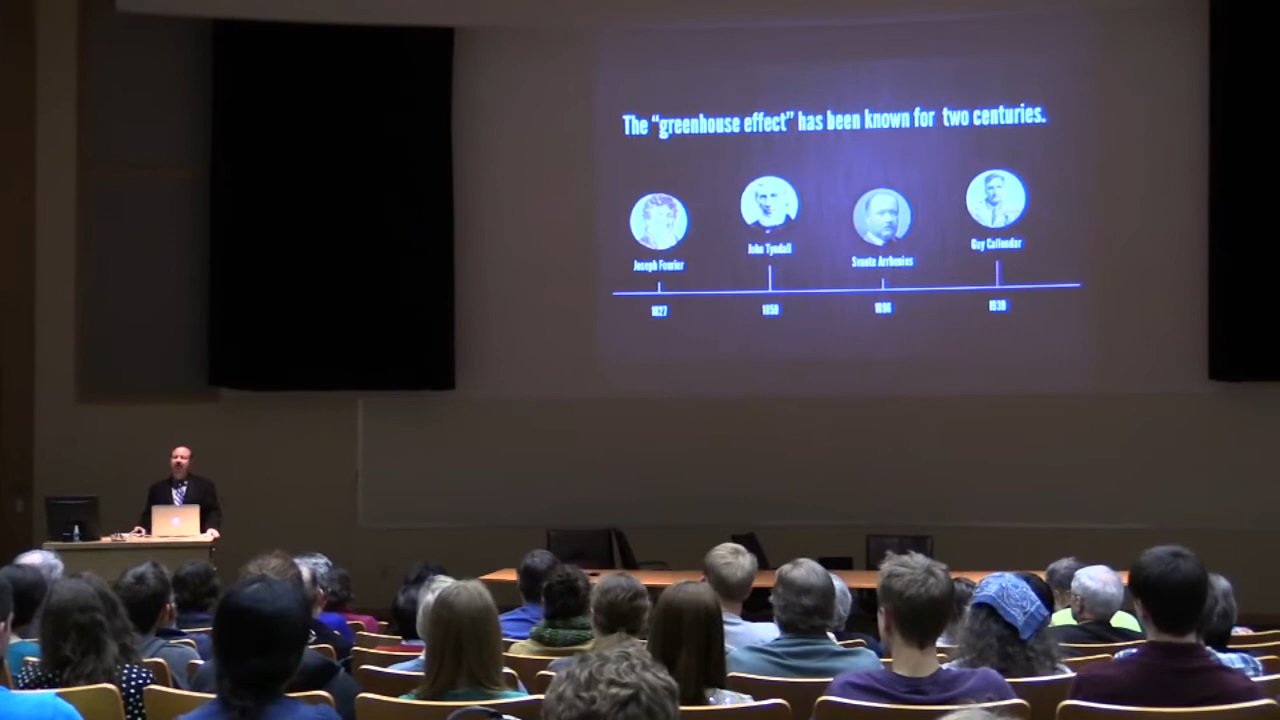 The “greenhouse effect” has been known for two centuries.
Joseph Fourier
John Tyndall
Svante Arrhenius
Guy Callendar
1827
1859
1896
1939